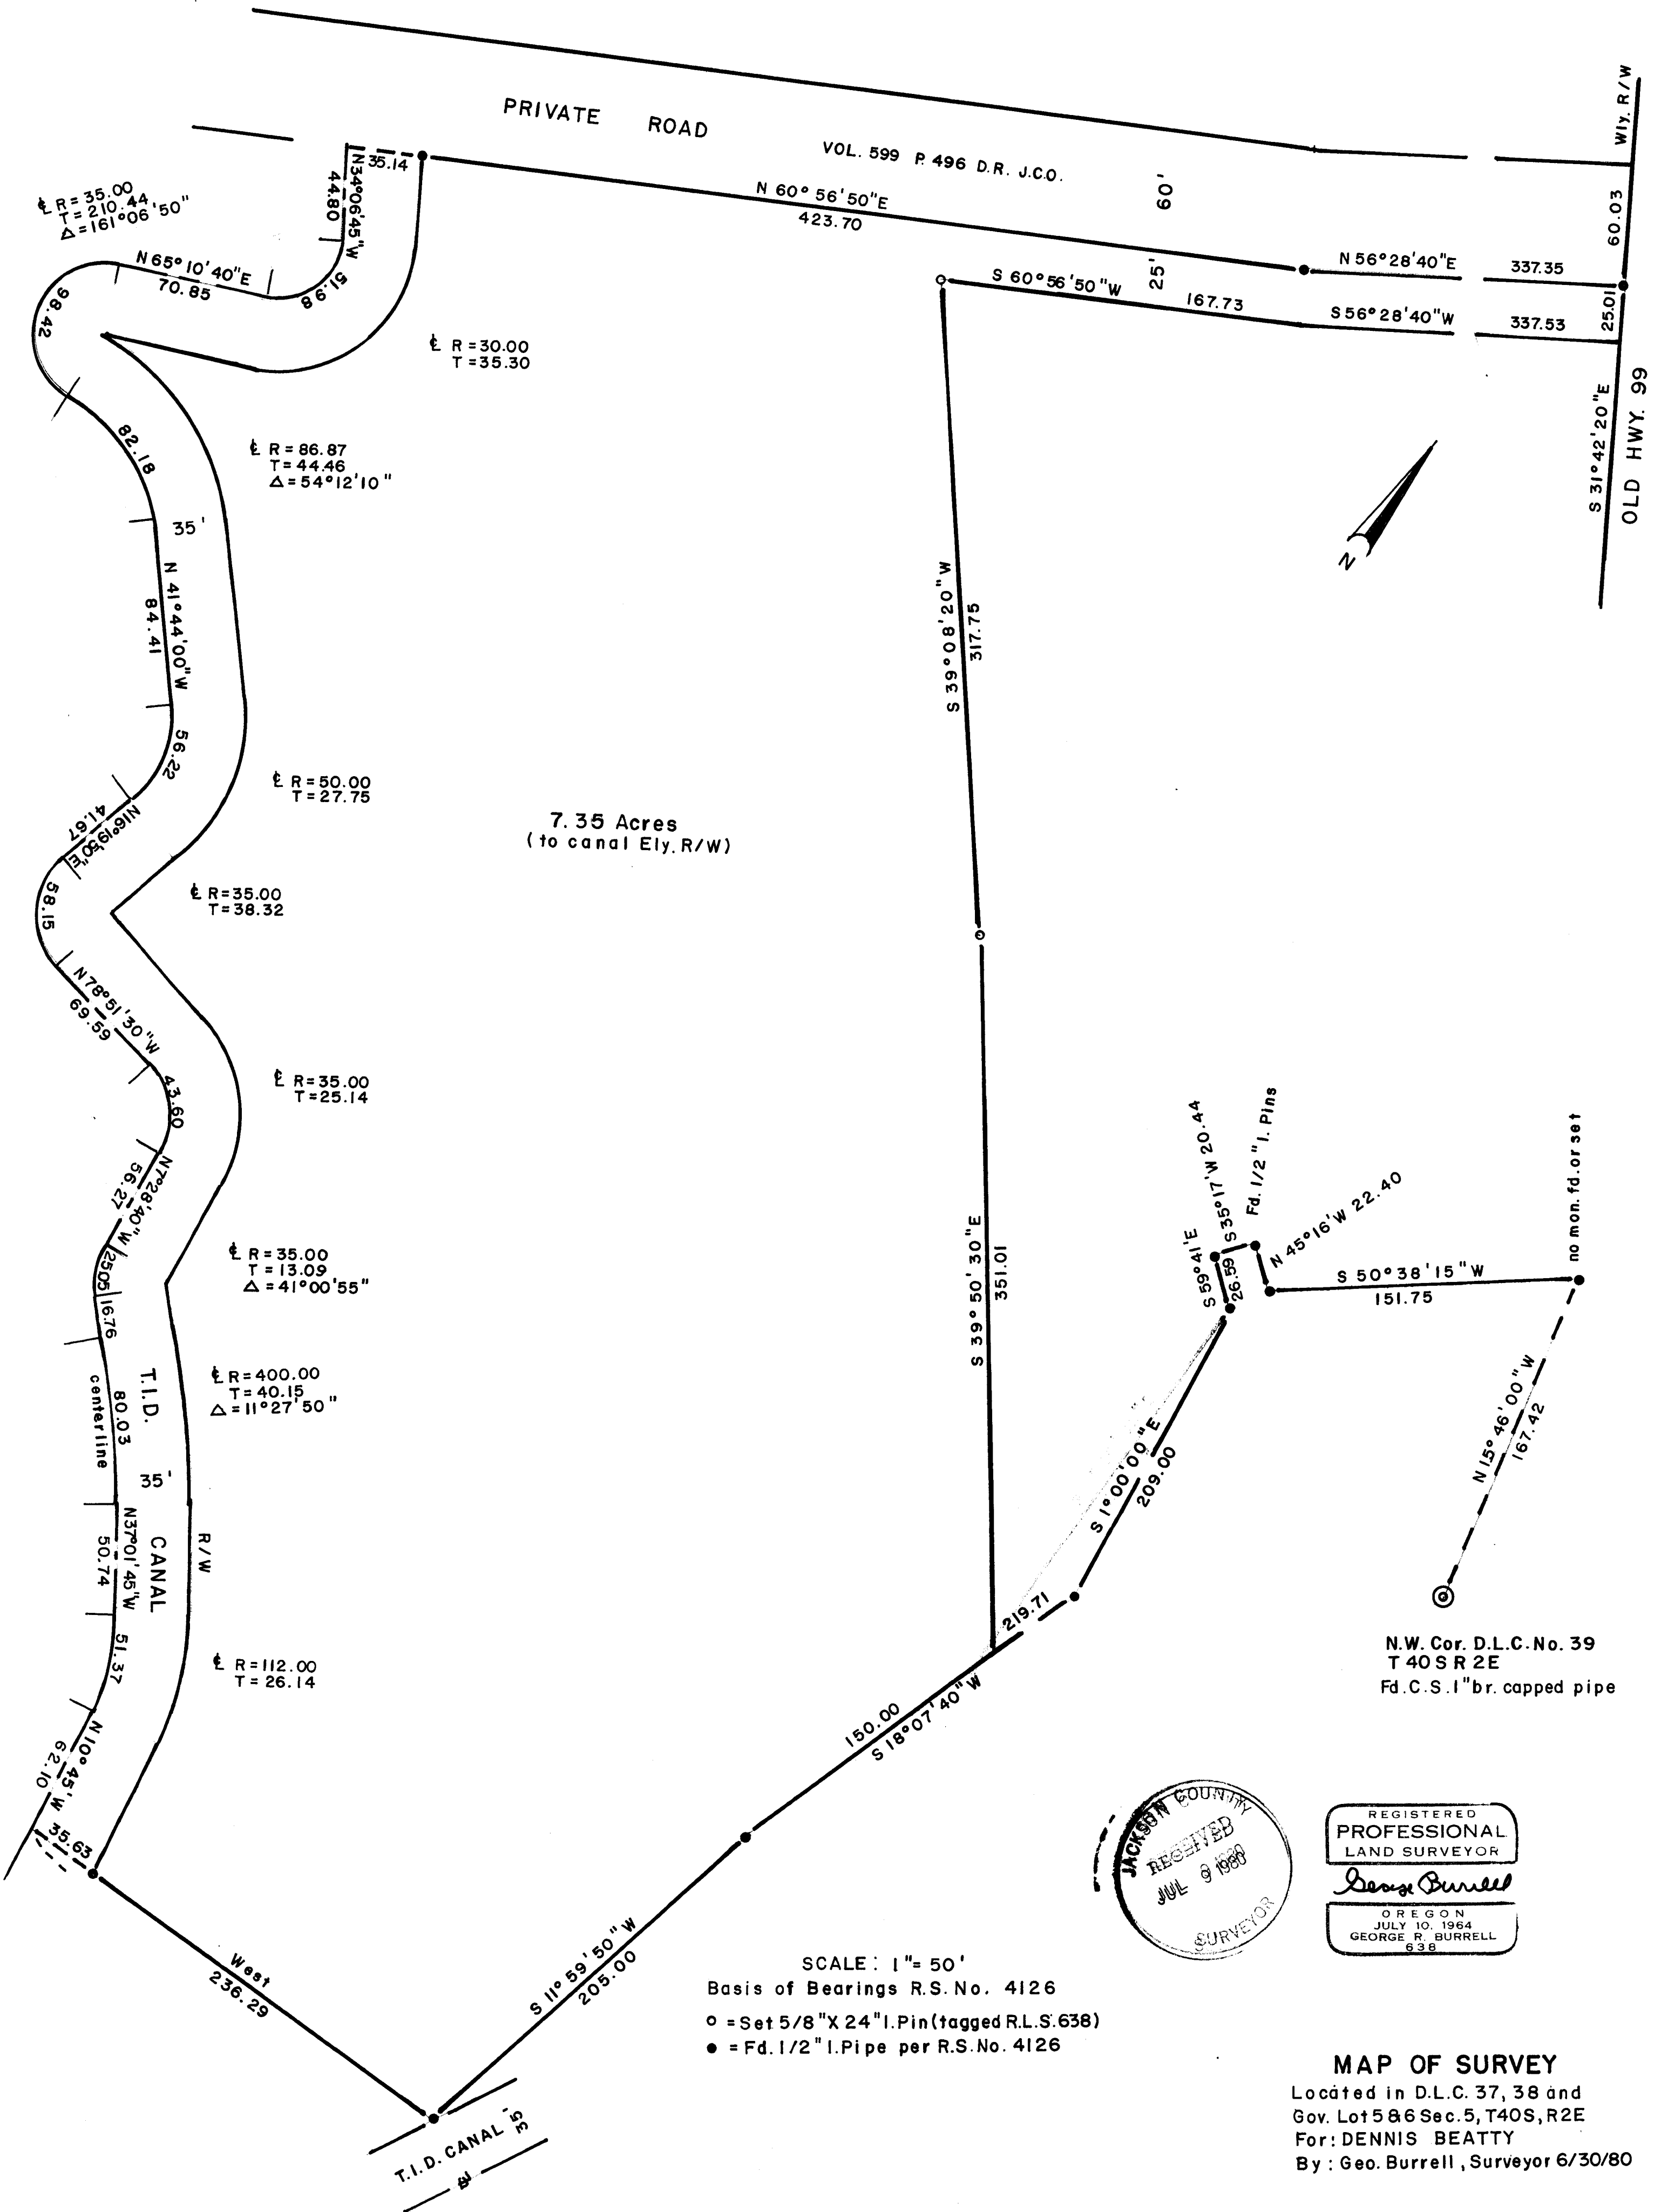 PRIVATE ROAD
VOL. 599 P. 496 D.R. J.C.O.
60'
Wly. R/W
60.03
35.14
N34°06'45"W
44.80
N 60°56'50"E
423.70
N 56°28'40"E 337.35
25'
S 60°56'50"W
167.73
S56°28'40"W 337.53
25.01
S 31°42'20"E
OLD HWY. 99
℄ R=35.00
T=210.44
Δ=161°06'50"
N 65°10'40"E
70.85
51.98
98.42
℄ R=30.00
T=35.30
82.18
℄ R=86.87
T=44.46
Δ=54°12'10"
35'
N 41°44'00"W
84.41
N
S 39°08'20"W
317.75
56.22
℄ R=50.00
T=27.75
N16°19'50"E
41.67
7.35 Acres
(to canal Ely. R/W)
58.15
℄ R=35.00
T=38.32
N78°51'30"W
69.59
43.60
℄ R=35.00
T=25.14
N7°28'40"W
56.27
25.05
℄ R=35.00
T=13.09
Δ=41°00'55"
16.76
S 39°50'30"E
351.01
S 59°41'E
26.59
S 35°17'W 20.44
Fd. 1/2" I. Pins
N 45°16'W 22.40
S 50°38'15"W
151.75
no mon. fd. or set
centerline
80.03
T.I.D.
35'
CANAL
R/W
℄ R=400.00
T=40.15
Δ=11°27'50"
N37°01'45"W
50.74
51.37
℄ R=112.00
T=26.14
N 10°45'W
62.10
35.63
S 1°00'00"E
209.00
N 15°46'00"W
167.42
219.71
150.00
S 18°07'40"W
N.W. Cor. D.L.C. No. 39
T 40 S R 2E
Fd. C.S. 1" br. capped pipe
West
236.29
S 11°59'50"W
205.00
T.I.D. CANAL
35'
℄
JACKSON COUNTY
RECEIVED
JUL 9 1980
SURVEYOR
REGISTERED
PROFESSIONAL
LAND SURVEYOR
George Burrell
OREGON
JULY 10, 1964
GEORGE R. BURRELL
638
SCALE: 1"=50'
Basis of Bearings R.S. No. 4126
o =Set 5/8"X 24" I.Pin(tagged R.L.S.638)
● =Fd. 1/2" I.Pipe per R.S.No. 4126
MAP OF SURVEY
Located in D.L.C. 37, 38 and
Gov. Lot 5&6 Sec. 5, T40S, R2E
For: DENNIS BEATTY
By: Geo. Burrell, Surveyor 6/30/80